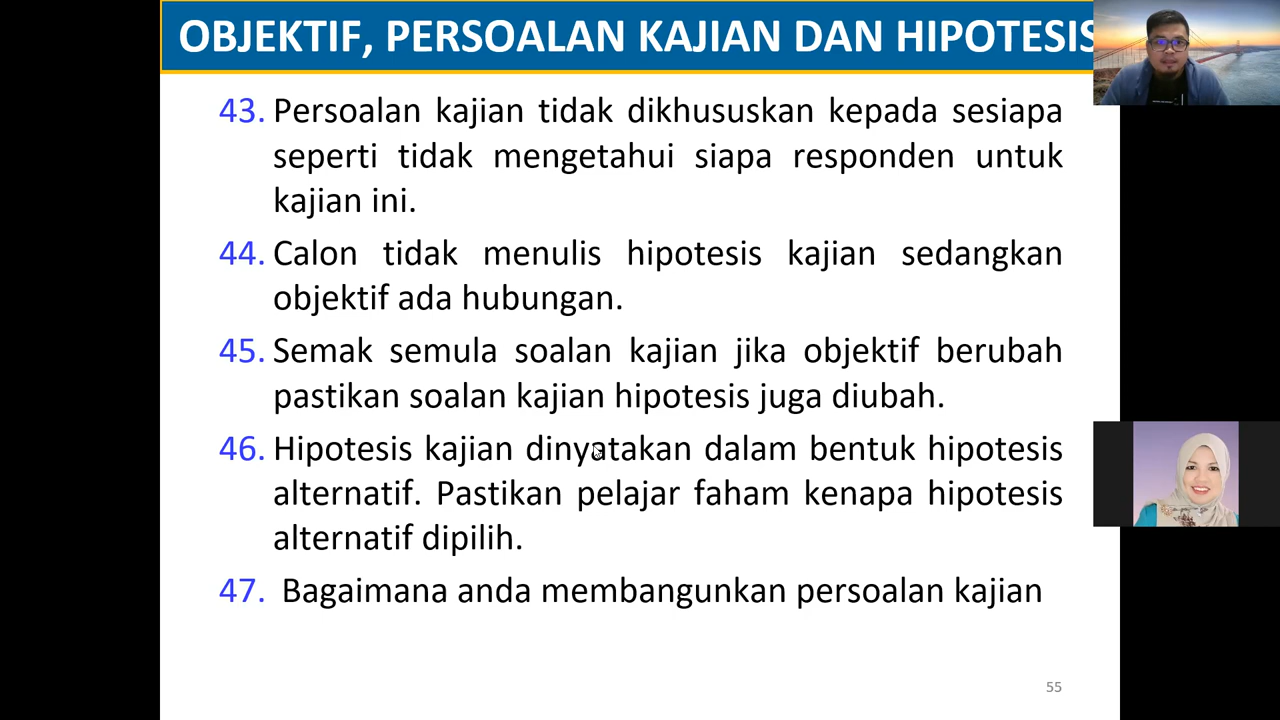 OBJEKTIF, PERSOALAN KAJIAN DAN HIPOTESIS
43. Persoalan kajian tidak dikhususkan kepada sesiapa
seperti tidak mengetahui siapa responden untuk
kajian ini.
44. Calon tidak menulis hipotesis kajian sedangkan
objektif ada hubungan.
45. Semak semula soalan kajian jika objektif berubah
pastikan soalan kajian hipotesis juga diubah.
46. Hipotesis kajian dinyatakan dalam bentuk hipotesis
alternatif. Pastikan pelajar faham kenapa hipotesis
alternatif dipilih.
47. Bagaimana anda membangunkan persoalan kajian
55